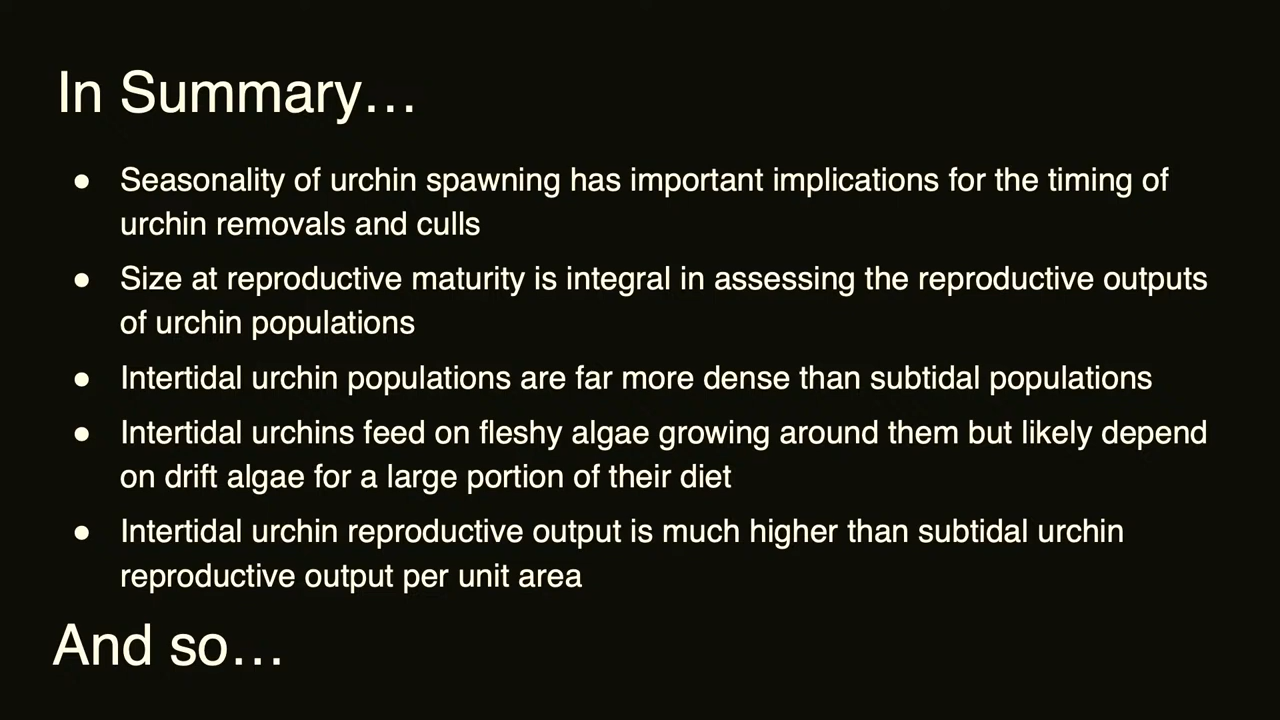 In Summary…
● Seasonality of urchin spawning has important implications for the timing of
urchin removals and culls
● Size at reproductive maturity is integral in assessing the reproductive outputs
of urchin populations
● Intertidal urchin populations are far more dense than subtidal populations
● Intertidal urchins feed on fleshy algae growing around them but likely depend
on drift algae for a large portion of their diet
● Intertidal urchin reproductive output is much higher than subtidal urchin
reproductive output per unit area
And so…